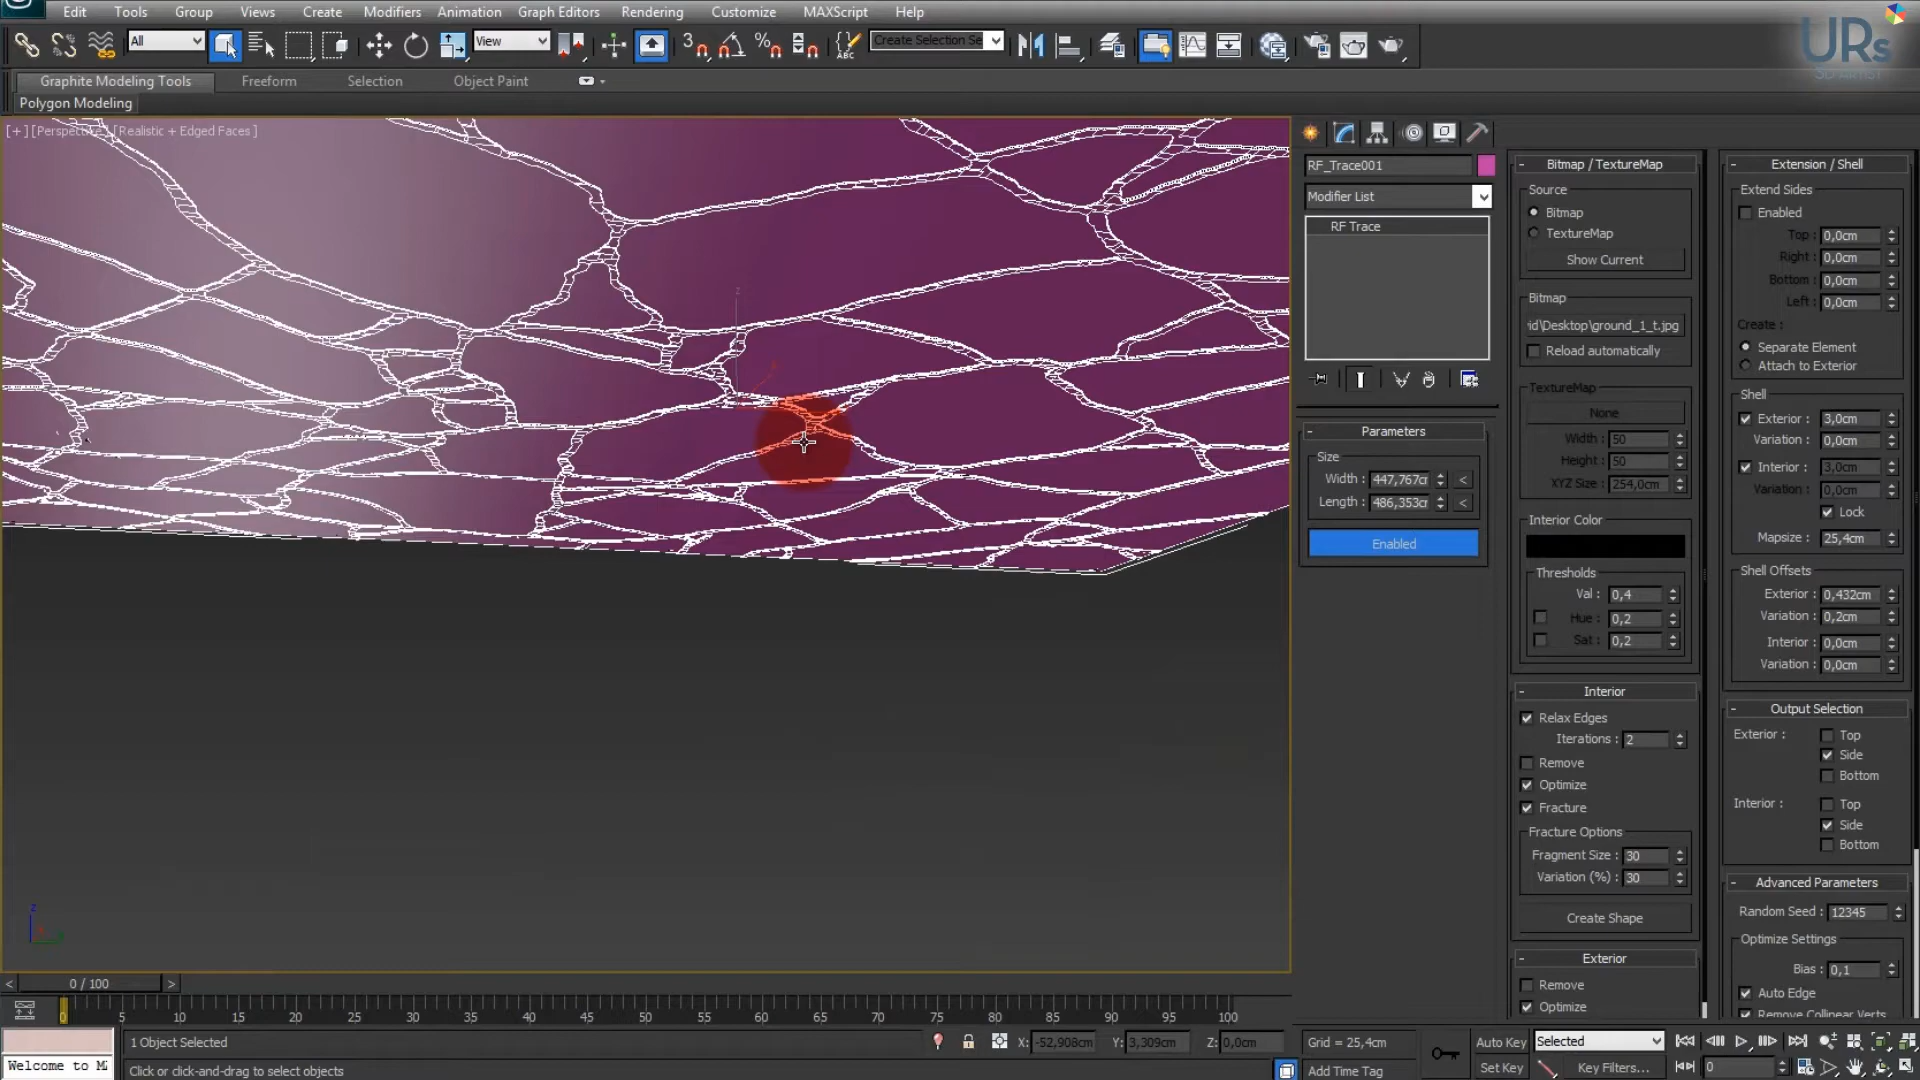 Edit Tools Group Views Create Modifiers Animation Graph Editors Rendering Customize MAXScript Help
URs
3D ARTIST
All
View
Create Selection Se
Graphite Modeling Tools Freeform Selection Object Paint
Polygon Modeling
[+] [Perspective] [Realistic + Edged Faces ]
RF_Trace001
Modifier List
RF Trace
- Parameters
Size
Width : 447,767cr
Length : 486,353cr
Enabled
- Bitmap / TextureMap
Source
Bitmap
TextureMap
Show Current
Bitmap
id\Desktop\ground_1_t.jpg
Reload automatically
TextureMap
None
Width : 50
Height : 50
XYZ Size : 254,0cm
Interior Color
Thresholds
Val : 0,4
Hue : 0,2
Sat : 0,2
- Interior
Relax Edges
Iterations : 2
Remove
Optimize
Fracture
Fracture Options
Fragment Size : 30
Variation (%) : 30
Create Shape
- Exterior
Remove
Optimize
- Extension / Shell
Extend Sides
Enabled
Top : 0,0cm
Right : 0,0cm
Bottom : 0,0cm
Left : 0,0cm
Create :
Separate Element
Attach to Exterior
Shell
Exterior : 3,0cm
Variation : 0,0cm
Interior : 3,0cm
Variation : 0,0cm
Lock
Mapsize : 25,4cm
Shell Offsets
Exterior : 0,432cm
Variation : 0,2cm
Interior : 0,0cm
Variation : 0,0cm
- Output Selection
Exterior : Top
Side
Bottom
Interior : Top
Side
Bottom
- Advanced Parameters
Random Seed : 12345
Optimize Settings
Bias : 0,1
Auto Edge
Remove Collinear Verts
< 0 / 100 >
0 5 10 15 20 25 30 35 40 45 50 55 60 65 70 75 80 85 90 95 100
1 Object Selected
X: -52,908cm Y: 3,309cm Z: 0,0cm
Grid = 25,4cm
Auto Key Selected
Welcome to M
Click or click-and-drag to select objects
Add Time Tag
Set Key Key Filters... 0